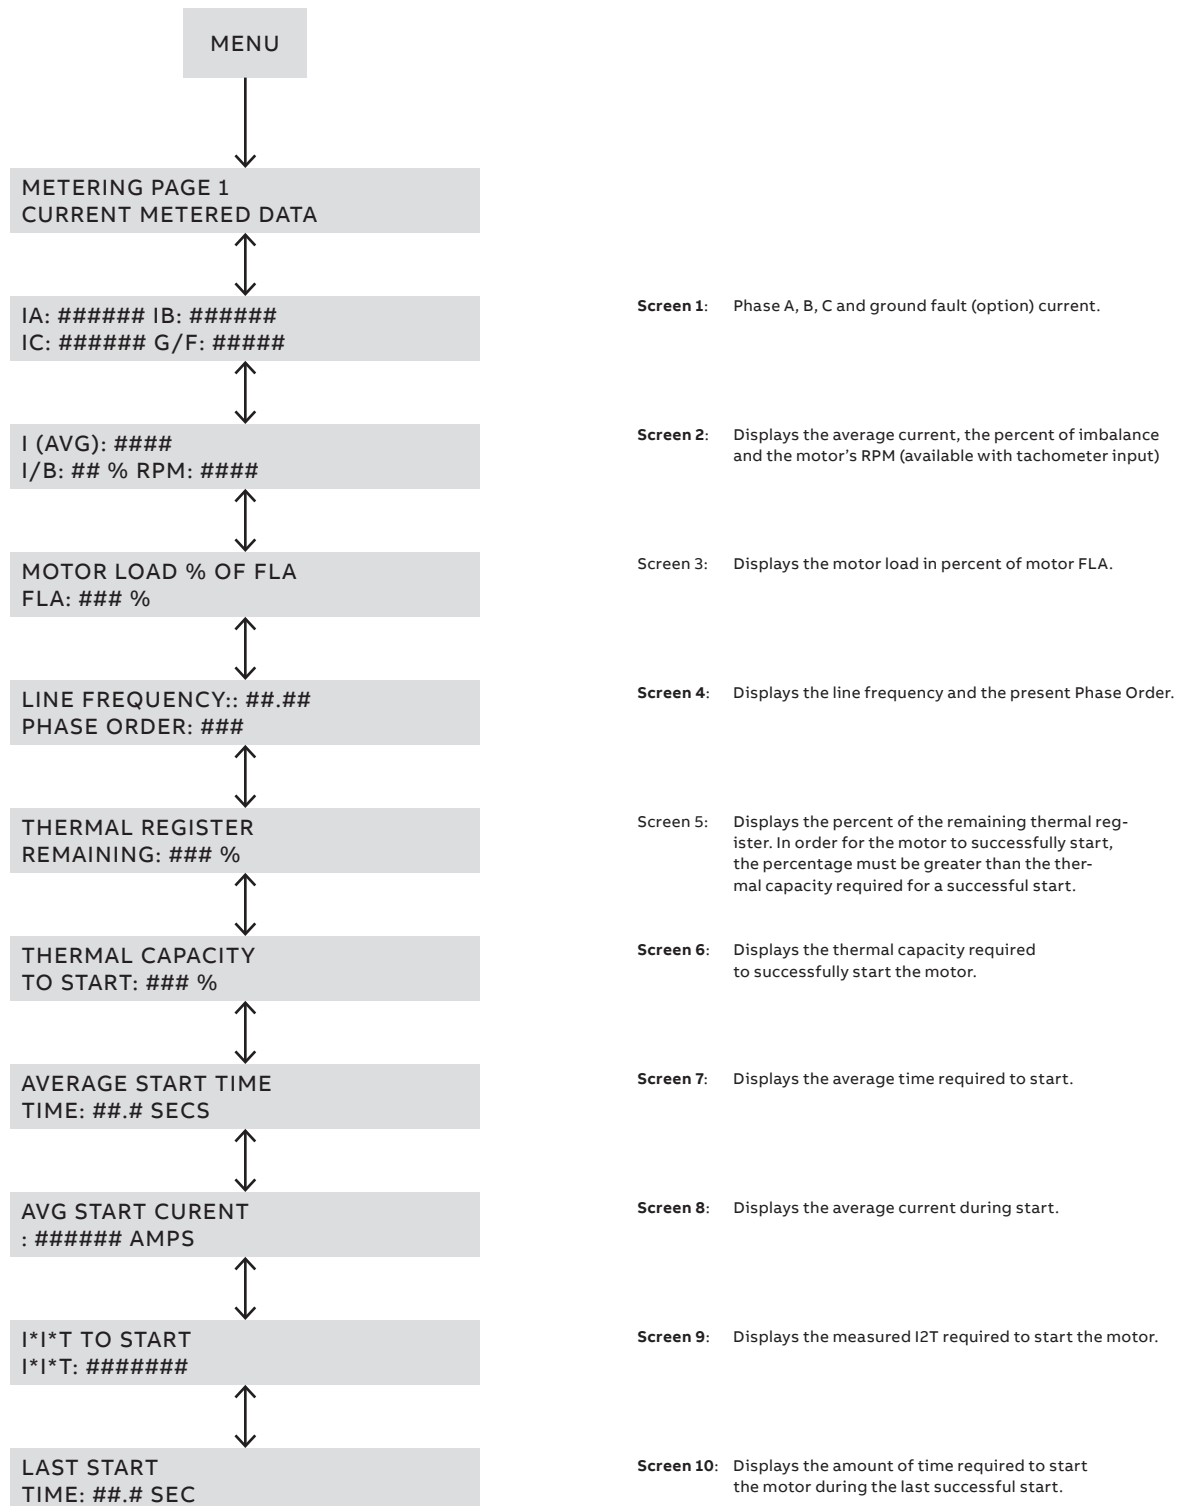 MENU
METERING PAGE 1
CURRENT METERED DATA
IA: ###### IB: ######
IC: ###### G/F: #####
Screen 1: Phase A, B, C and ground fault (option) current.
I (AVG): ####
I/B: ## % RPM: ####
Screen 2: Displays the average current, the percent of imbalance
and the motor’s RPM (available with tachometer input)
MOTOR LOAD % OF FLA
FLA: ### %
Screen 3: Displays the motor load in percent of motor FLA.
LINE FREQUENCY:: ##.##
PHASE ORDER: ###
Screen 4: Displays the line frequency and the present Phase Order.
THERMAL REGISTER
REMAINING: ### %
Screen 5: Displays the percent of the remaining thermal reg-
ister. In order for the motor to successfully start,
the percentage must be greater than the ther-
mal capacity required for a successful start.
THERMAL CAPACITY
TO START: ### %
Screen 6: Displays the thermal capacity required
to successfully start the motor.
AVERAGE START TIME
TIME: ##.# SECS
Screen 7: Displays the average time required to start.
AVG START CURENT
: ###### AMPS
Screen 8: Displays the average current during start.
I*I*T TO START
I*I*T: #######
Screen 9: Displays the measured I2T required to start the motor.
LAST START
TIME: ##.# SEC
Screen 10: Displays the amount of time required to start
the motor during the last successful start.